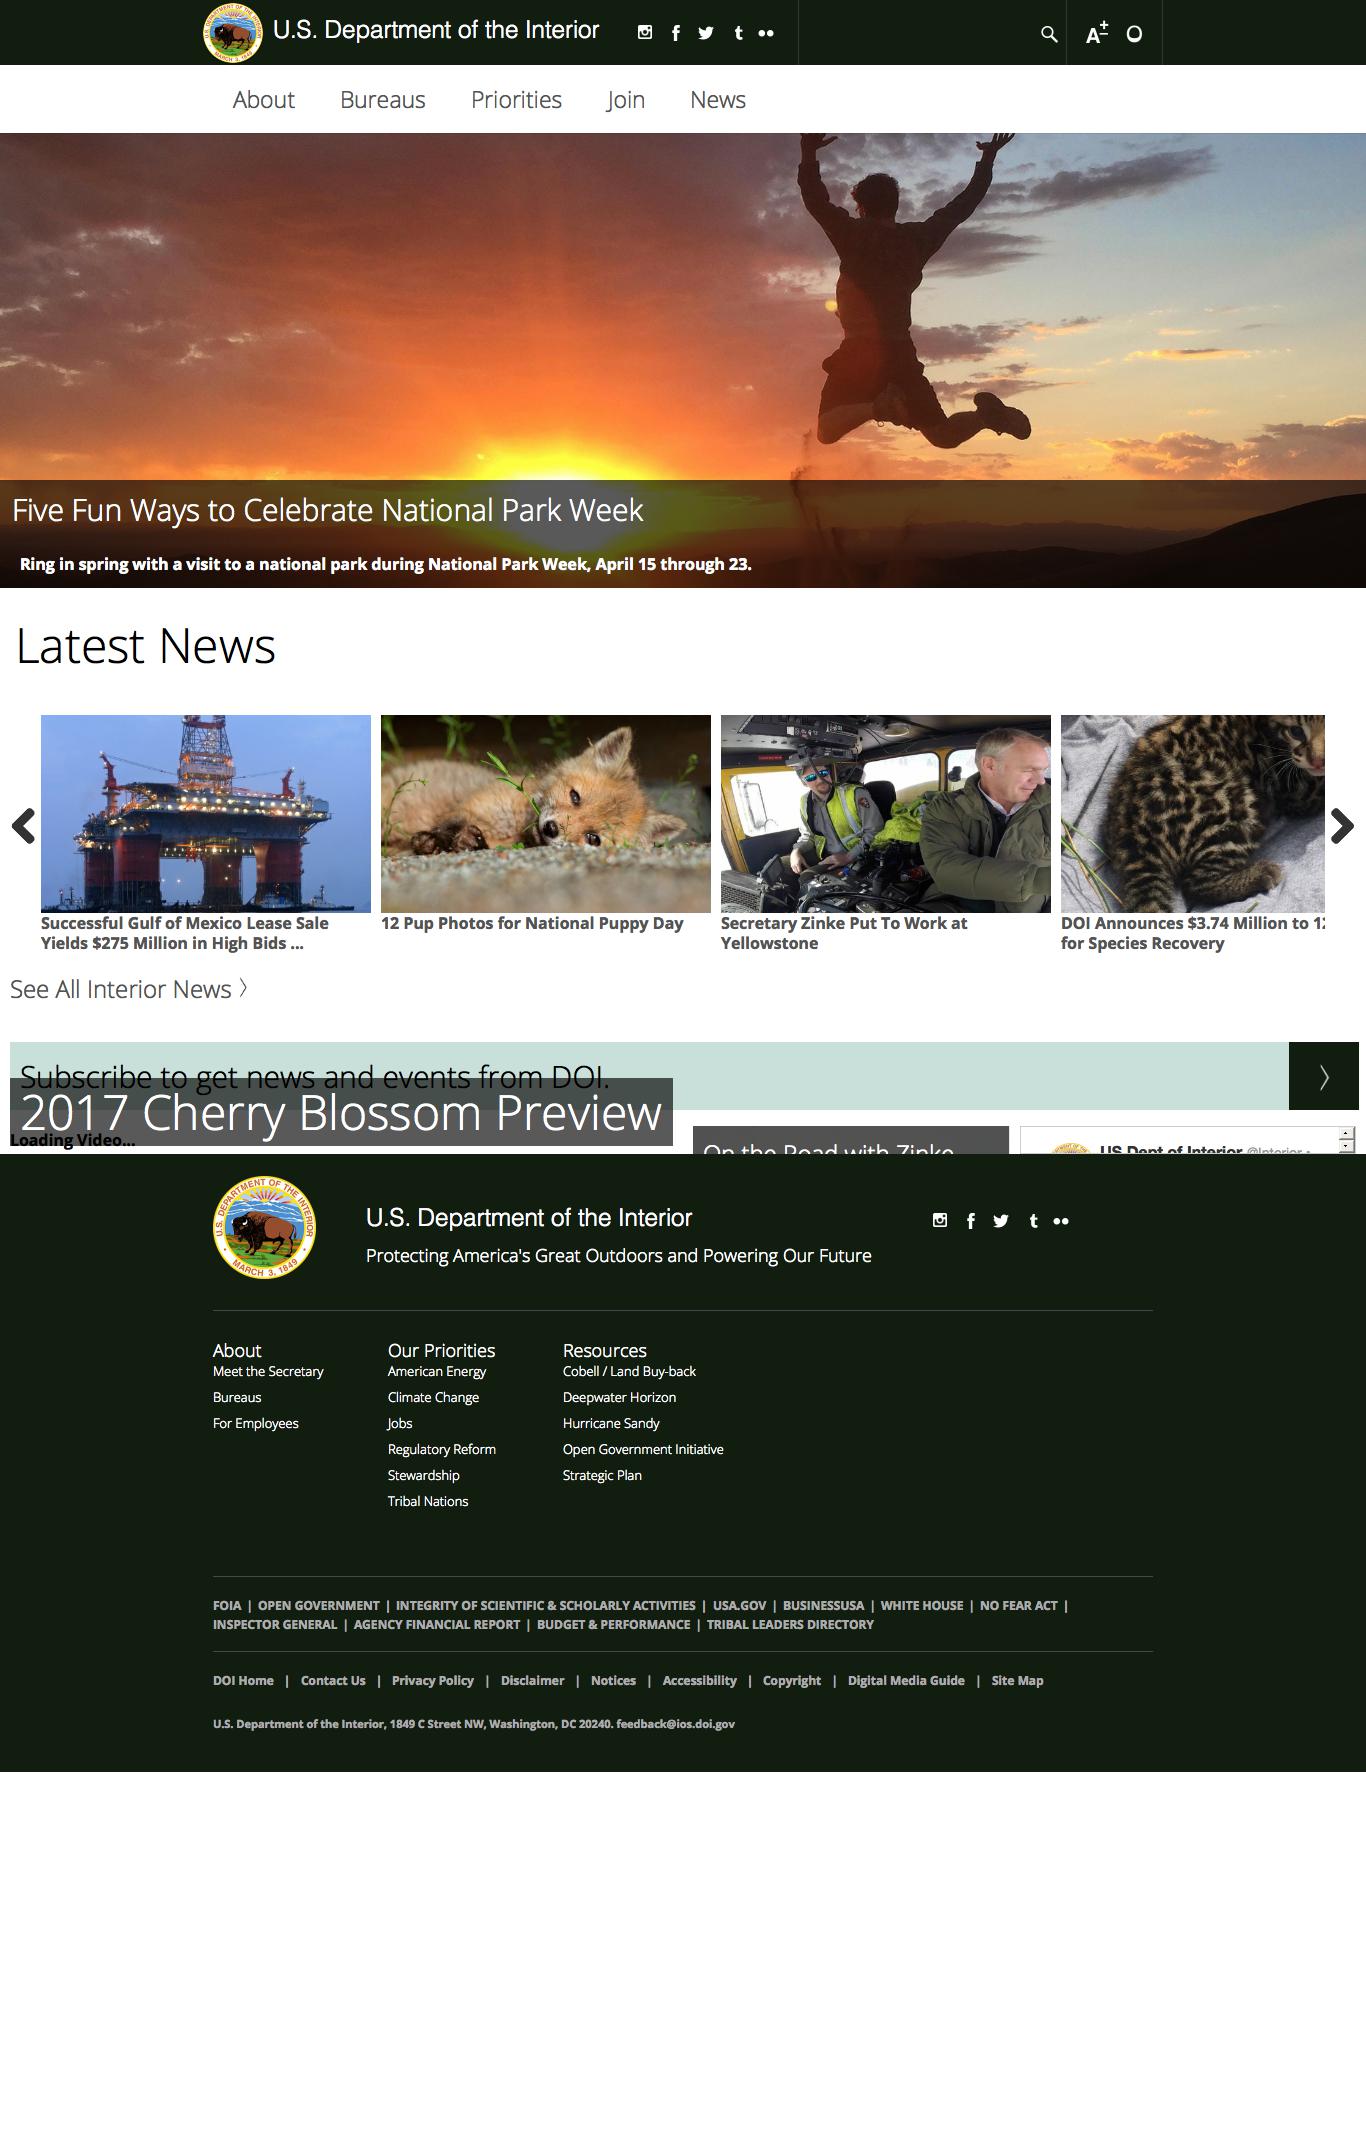 U.S. Department of the Interior
About Bureaus Priorities Join News
Five Fun Ways to Celebrate National Park Week
Ring in spring with a visit to a national park during National Park Week, April 15 through 23.
Latest News
Successful Gulf of Mexico Lease Sale
Yields $275 Million in High Bids ...
12 Pup Photos for National Puppy Day
Secretary Zinke Put To Work at
Yellowstone
DOI Announces $3.74 Million to
for Species Recovery
See All Interior News
Subscribe to get news and events from DOI.
2017 Cherry Blossom Preview
Loading Video...
On the Road with Zinke
US Dept of Interior @Interior
U.S. DEPARTMENT OF THE INTERIOR
MARCH 3, 1849
U.S. Department of the Interior
Protecting America's Great Outdoors and Powering Our Future
About
Meet the Secretary
Bureaus
For Employees
Our Priorities
American Energy
Climate Change
Jobs
Regulatory Reform
Stewardship
Tribal Nations
Resources
Cobell / Land Buy-back
Deepwater Horizon
Hurricane Sandy
Open Government Initiative
Strategic Plan
FOIA | OPEN GOVERNMENT | INTEGRITY OF SCIENTIFIC & SCHOLARLY ACTIVITIES | USA.GOV | BUSINESSUSA | WHITE HOUSE | NO FEAR ACT |
INSPECTOR GENERAL | AGENCY FINANCIAL REPORT | BUDGET & PERFORMANCE | TRIBAL LEADERS DIRECTORY
DOI Home | Contact Us | Privacy Policy | Disclaimer | Notices | Accessibility | Copyright | Digital Media Guide | Site Map
U.S. Department of the Interior, 1849 C Street NW, Washington, DC 20240. feedback@ios.doi.gov